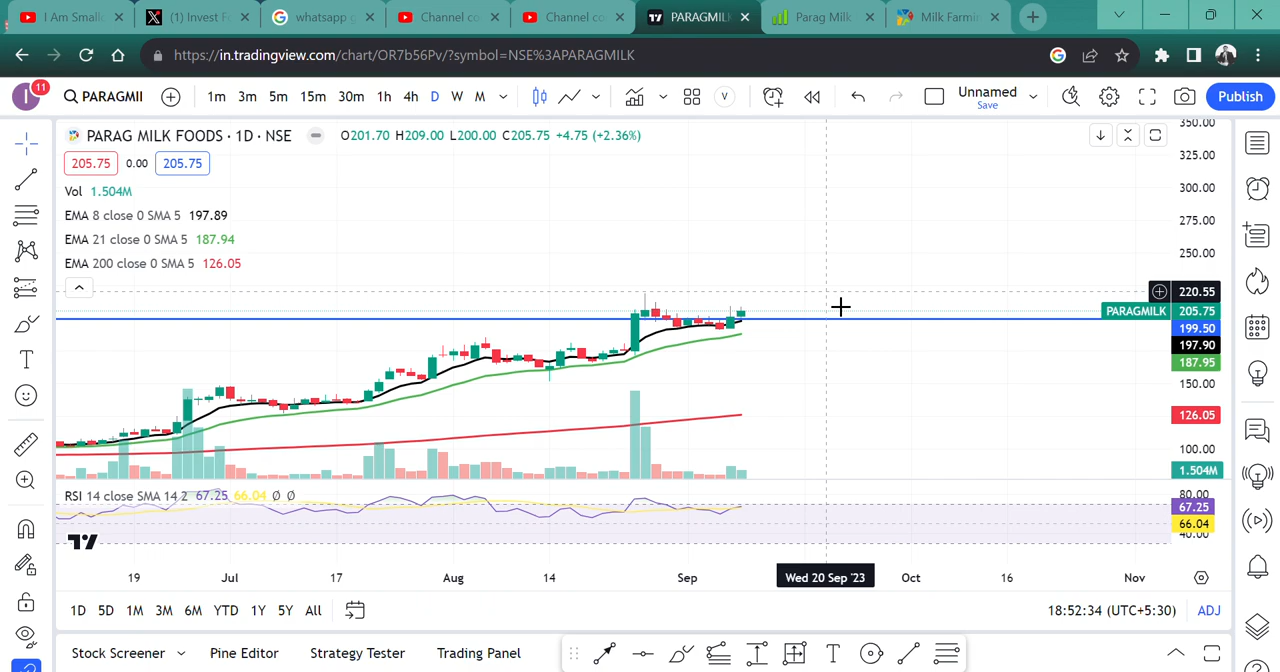 I Am Small
(1) Invest F
whatsapp g
Channel co
Channel co
PARAGMILK
Parag Milk
Milk Farmin
https://in.tradingview.com/chart/OR7b56Pv/?symbol=NSE%3APARAGMILK
I 11 PARAGMII 1m 3m 5m 15m 30m 1h 4h D W M V Unnamed Save Publish
PARAG MILK FOODS · 1D · NSE O201.70 H209.00 L200.00 C205.75 +4.75 (+2.36%)
205.75 0.00 205.75
Vol 1.504M
EMA 8 close 0 SMA 5 197.89
EMA 21 close 0 SMA 5 187.94
EMA 200 close 0 SMA 5 126.05
350.00
325.00
300.00
275.00
250.00
220.55
PARAGMILK 205.75
199.50
197.90
187.95
150.00
126.05
100.00
1.504M
RSI 14 close SMA 14 2 67.25 66.04 Ø Ø
80.00
67.25
66.04
40.00
19 Jul 17 Aug 14 Sep Wed 20 Sep '23 Oct 16 Nov
1D 5D 1M 3M 6M YTD 1Y 5Y All 18:52:34 (UTC+5:30) ADJ
Stock Screener Pine Editor Strategy Tester Trading Panel